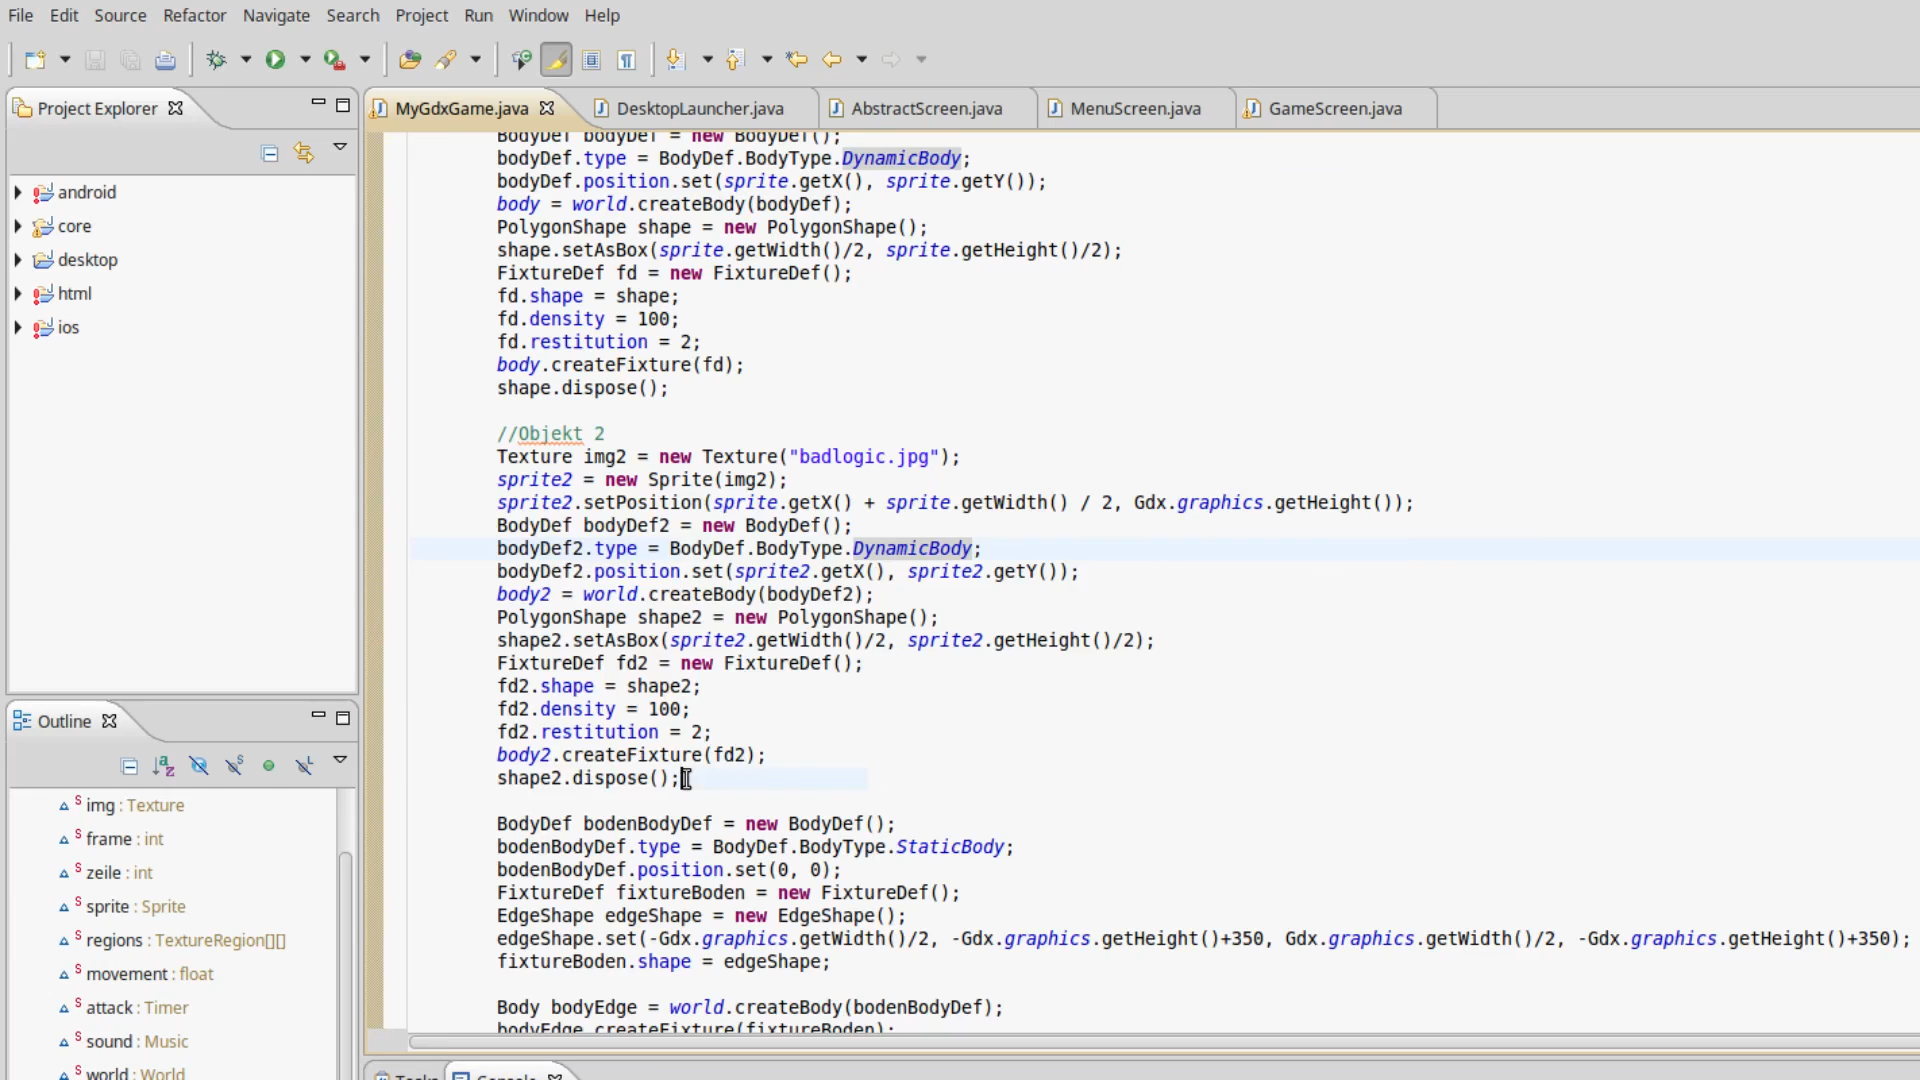 File Edit Source Refactor Navigate Search Project Run Window Help
Project Explorer
MyGdxGame.java DesktopLauncher.java AbstractScreen.java MenuScreen.java GameScreen.java
android
core
desktop
html
ios
BodyDef bodyDef = new BodyDef();
bodyDef.type = BodyDef.BodyType.DynamicBody;
bodyDef.position.set(sprite.getX(), sprite.getY());
body = world.createBody(bodyDef);
PolygonShape shape = new PolygonShape();
shape.setAsBox(sprite.getWidth()/2, sprite.getHeight()/2);
FixtureDef fd = new FixtureDef();
fd.shape = shape;
fd.density = 100;
fd.restitution = 2;
body.createFixture(fd);
shape.dispose();
//Objekt 2
Texture img2 = new Texture("badlogic.jpg");
sprite2 = new Sprite(img2);
sprite2.setPosition(sprite.getX() + sprite.getWidth() / 2, Gdx.graphics.getHeight());
BodyDef bodyDef2 = new BodyDef();
bodyDef2.type = BodyDef.BodyType.DynamicBody;
bodyDef2.position.set(sprite2.getX(), sprite2.getY());
body2 = world.createBody(bodyDef2);
PolygonShape shape2 = new PolygonShape();
shape2.setAsBox(sprite2.getWidth()/2, sprite2.getHeight()/2);
FixtureDef fd2 = new FixtureDef();
fd2.shape = shape2;
fd2.density = 100;
fd2.restitution = 2;
body2.createFixture(fd2);
shape2.dispose();
BodyDef bodenBodyDef = new BodyDef();
bodenBodyDef.type = BodyDef.BodyType.StaticBody;
bodenBodyDef.position.set(0, 0);
FixtureDef fixtureBoden = new FixtureDef();
EdgeShape edgeShape = new EdgeShape();
edgeShape.set(-Gdx.graphics.getWidth()/2, -Gdx.graphics.getHeight()+350, Gdx.graphics.getWidth()/2, -Gdx.graphics.getHeight()+350);
fixtureBoden.shape = edgeShape;
Body bodyEdge = world.createBody(bodenBodyDef);
bodyEdge.createFixture(fixtureBoden);
Outline
img : Texture
frame : int
zeile : int
sprite : Sprite
regions : TextureRegion[][]
movement : float
attack : Timer
sound : Music
world : World
Tasks Console